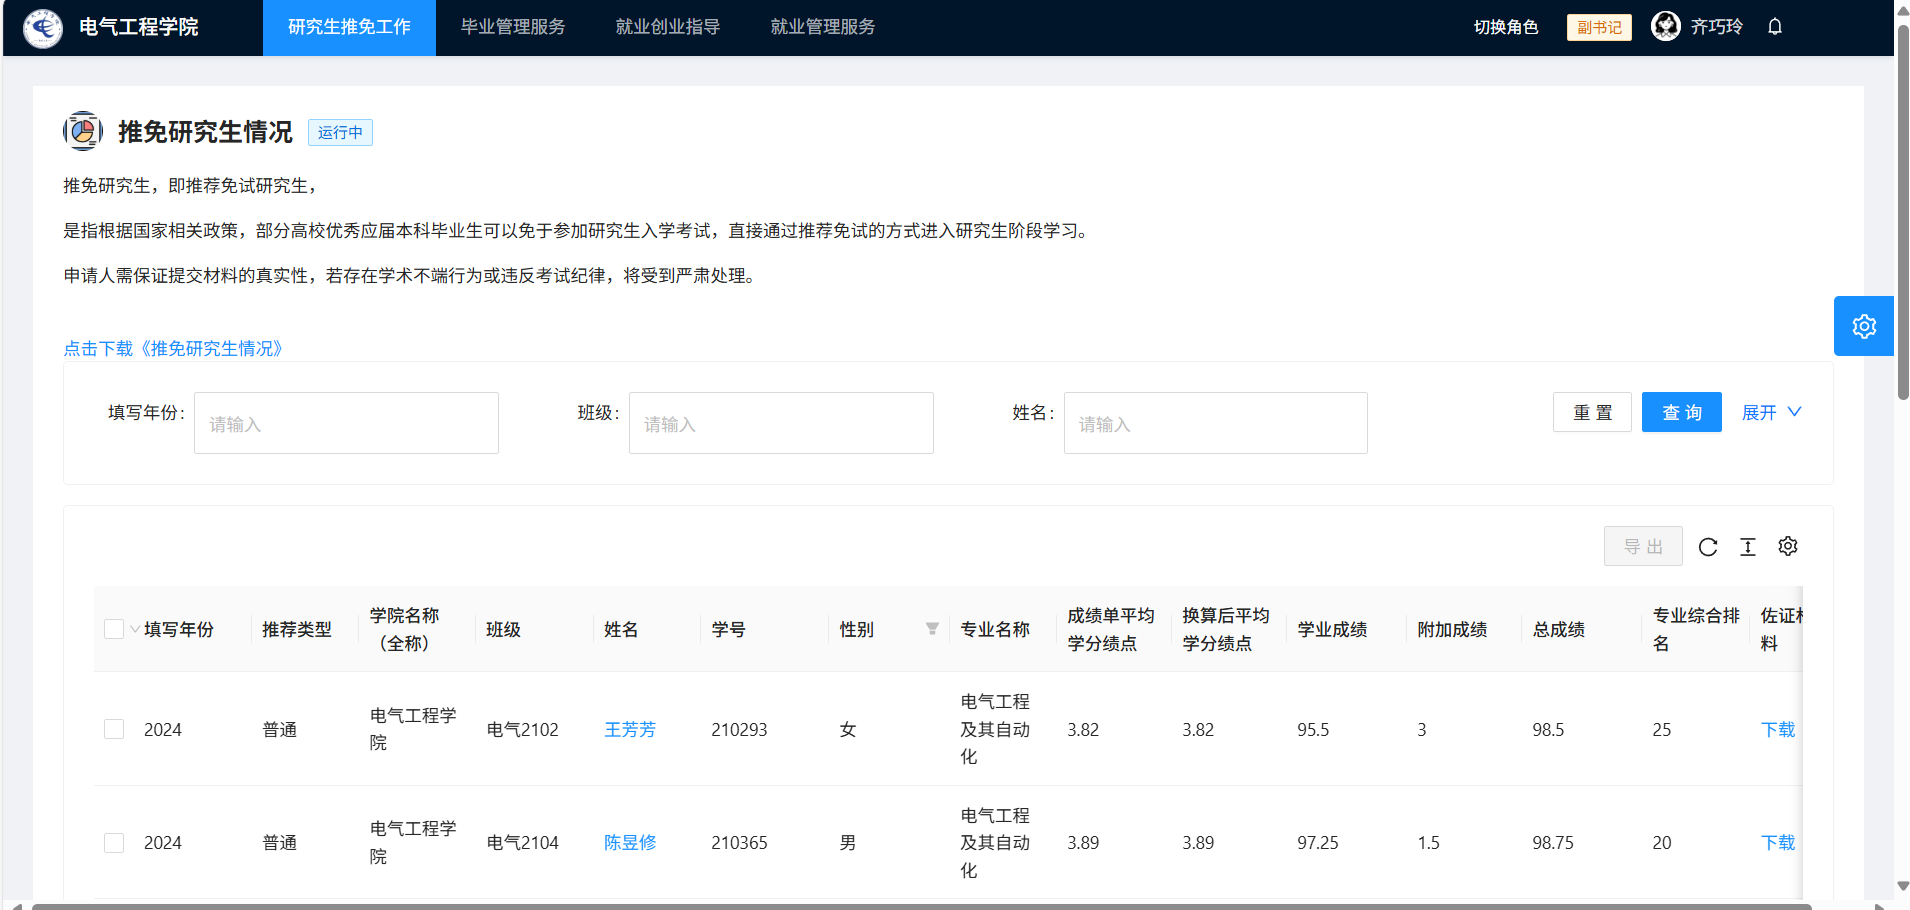 电气工程学院 研究生推免工作 毕业管理服务 就业创业指导 就业管理服务 切换角色 副书记 齐巧玲
推免研究生情况 运行中
推免研究生，即推荐免试研究生，
是指根据国家相关政策，部分高校优秀应届本科毕业生可以免于参加研究生入学考试，直接通过推荐免试的方式进入研究生阶段学习。
申请人需保证提交材料的真实性，若存在学术不端行为或违反考试纪律，将受到严肃处理。
点击下载《推免研究生情况》
填写年份： 请输入 班级： 请输入 姓名： 请输入 重 置 查 询 展开
导 出
填写年份 推荐类型 学院名称（全称） 班级 姓名 学号 性别 专业名称 成绩单平均学分绩点 换算后平均学分绩点 学业成绩 附加成绩 总成绩 专业综合排名 佐证材料
2024 普通 电气工程学院 电气2102 王芳芳 210293 女 电气工程及其自动化 3.82 3.82 95.5 3 98.5 25 下载
2024 普通 电气工程学院 电气2104 陈昱修 210365 男 电气工程及其自动化 3.89 3.89 97.25 1.5 98.75 20 下载